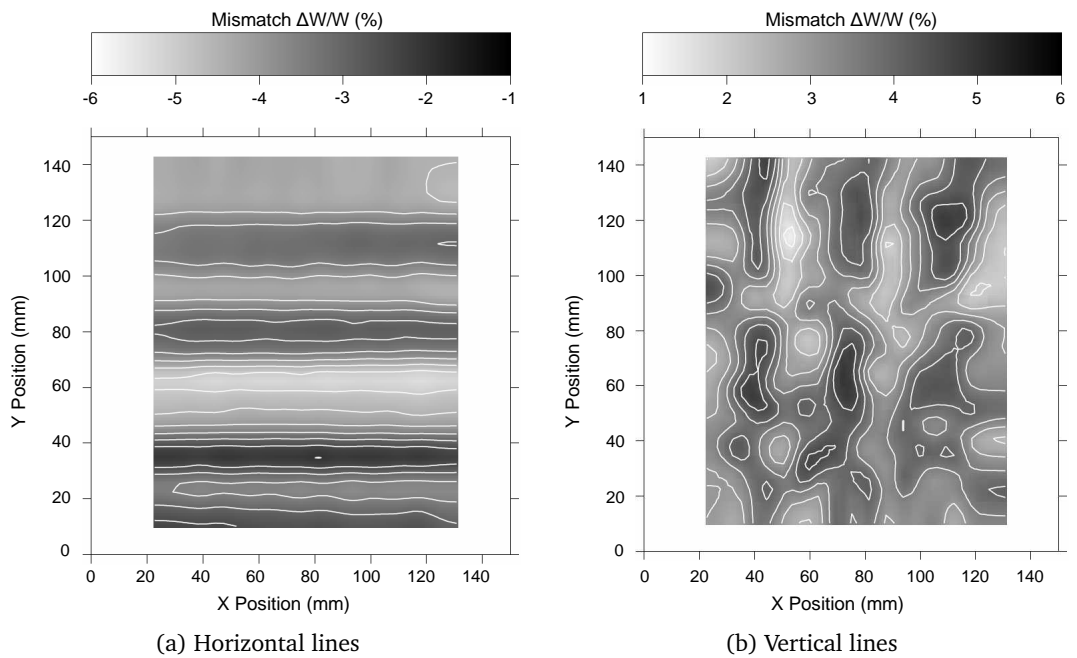 Mismatch ΔW/W (%)
-6 -5 -4 -3 -2 -1
140
120
100
80
60
40
20
0
Y Position (mm)
0 20 40 60 80 100 120 140
X Position (mm)
(a) Horizontal lines
Mismatch ΔW/W (%)
1 2 3 4 5 6
140
120
100
80
60
40
20
0
Y Position (mm)
0 20 40 60 80 100 120 140
X Position (mm)
(b) Vertical lines